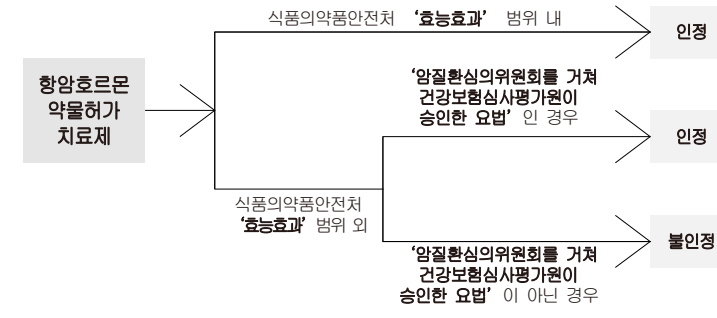 식품의약품안전처 ‘효능효과’ 범위 내
인정
항암호르몬
약물허가
치료제
‘암질환심의위원회를 거쳐
건강보험심사평가원이
승인한 요법’ 인 경우
인정
식품의약품안전처
‘효능효과’ 범위 외
불인정
‘암질환심의위원회를 거쳐
건강보험심사평가원이
승인한 요법’ 이 아닌 경우